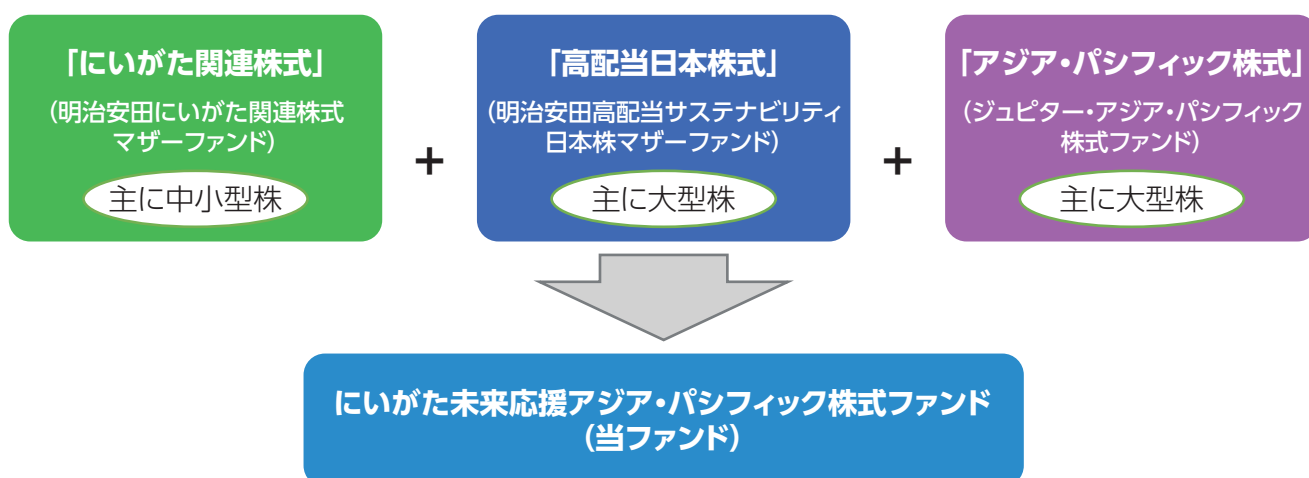 「にいがた関連株式」
(明治安田にいがた関連株式
マザーファンド)
主に中小型株
+
「高配当日本株式」
(明治安田高配当サステナビリティ
日本株マザーファンド)
主に大型株
+
「アジア・パシフィック株式」
(ジュピター・アジア・パシフィック
株式ファンド)
主に大型株
にいがた未来応援アジア・パシフィック株式ファンド
(当ファンド)